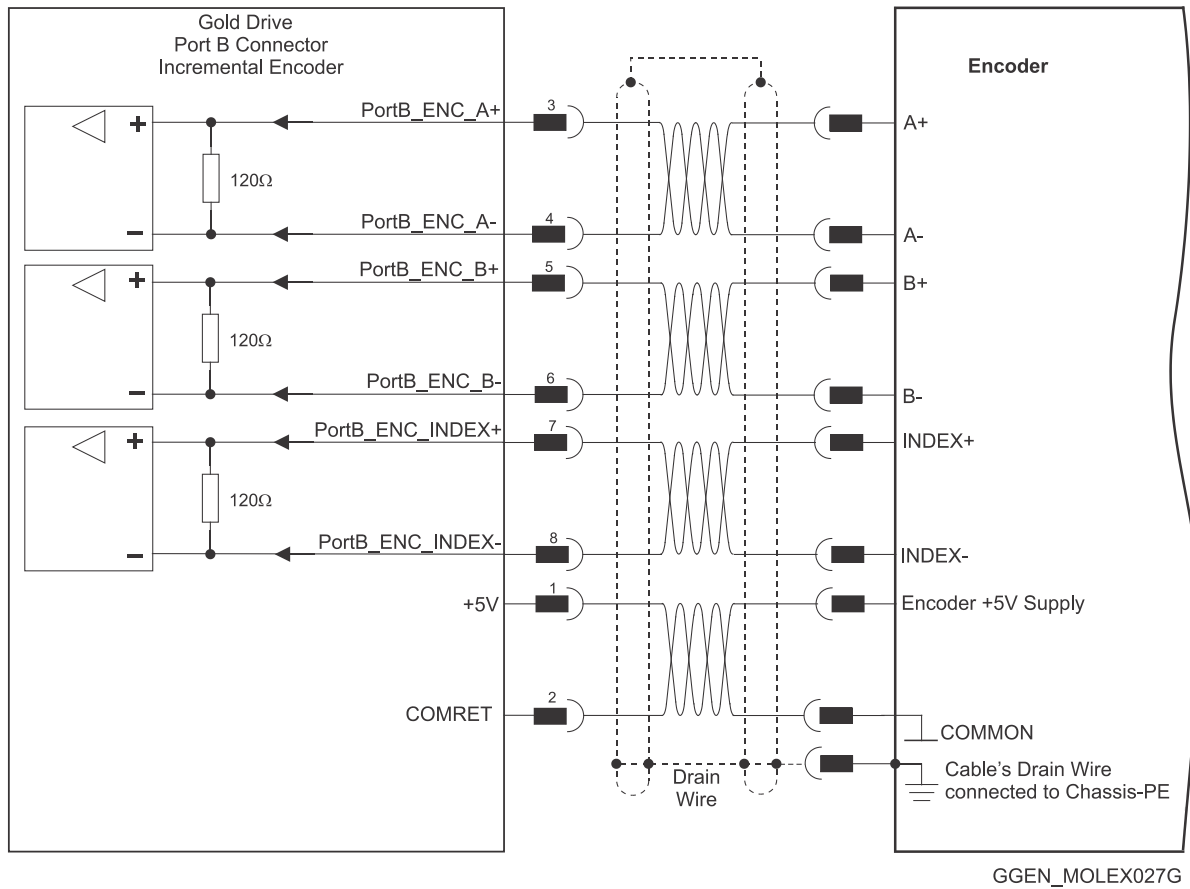 Gold Drive
Port B Connector
Incremental Encoder
Encoder
+
PortB_ENC_A+
3
A+
120Ω
−
PortB_ENC_A-
4
A-
+
PortB_ENC_B+
5
B+
120Ω
−
PortB_ENC_B-
6
B-
+
PortB_ENC_INDEX+
7
INDEX+
120Ω
−
PortB_ENC_INDEX-
8
INDEX-
+5V
1
Encoder +5V Supply
COMRET
2
COMMON
Drain
Wire
Cable's Drain Wire
connected to Chassis-PE
GGEN_MOLEX027G